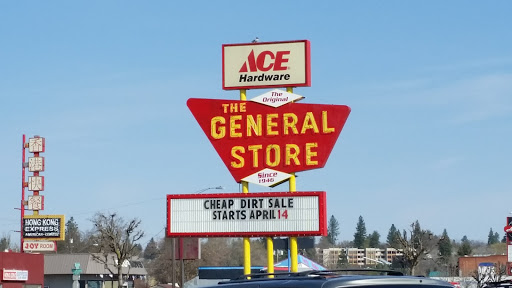 ACE
Hardware
The
Original
THE
GENERAL
STORE
Since
1946
CHEAP DIRT SALE
STARTS APRIL 14
HONG KONG
EXPRESS
JOY ROOM